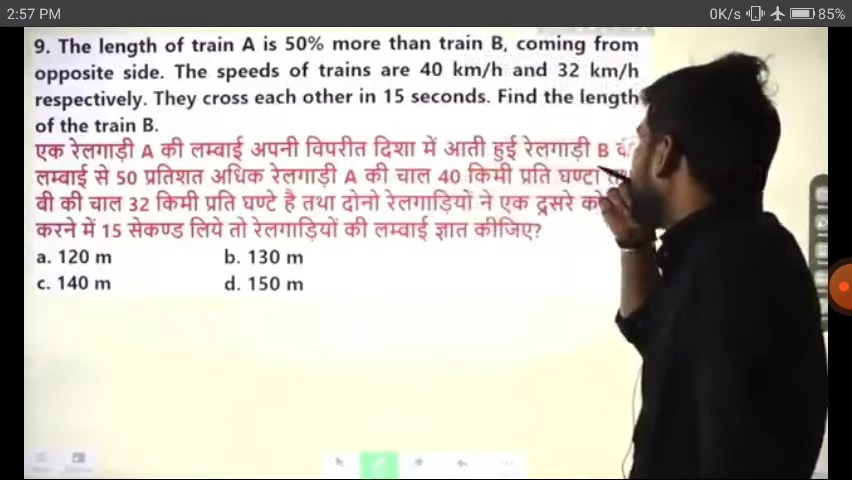 2:57 PM
0K/s 85%
9. The length of train A is 50% more than train B, coming from
opposite side. The speeds of trains are 40 km/h and 32 km/h
respectively. They cross each other in 15 seconds. Find the length
of the train B.
एक रेलगाड़ी A की लम्बाई अपनी विपरीत दिशा में आती हुई रेलगाड़ी B
लम्बाई से 50 प्रतिशत अधिक रेलगाड़ी A की चाल 40 किमी प्रति घण्टा
वी की चाल 32 किमी प्रति घण्टे है तथा दोनो रेलगाड़ियों ने एक दूसरे को
करने में 15 सेकण्ड लिये तो रेलगाड़ियों की लम्बाई ज्ञात कीजिए?
a. 120 m b. 130 m
c. 140 m d. 150 m